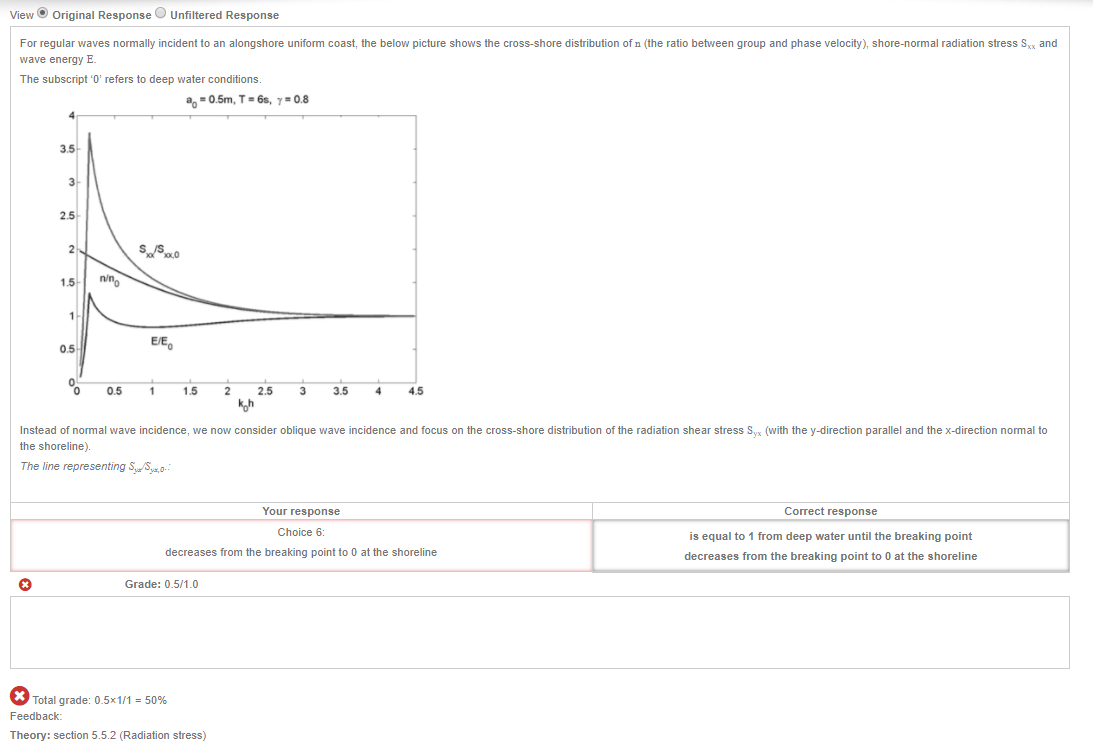 View Original Response Unfiltered Response
For regular waves normally incident to an alongshore uniform coast, the below picture shows the cross-shore distribution of n (the ratio between group and phase velocity), shore-normal radiation stress Sxx and
wave energy E.
The subscript '0' refers to deep water conditions.
a0 = 0.5m, T = 6s, γ = 0.8
4
3.5
3
2.5
2
1.5
1
0.5
0
Sxx/Sxx,0
n/n0
E/E0
0 0.5 1 1.5 2 2.5 3 3.5 4 4.5
k0h
Instead of normal wave incidence, we now consider oblique wave incidence and focus on the cross-shore distribution of the radiation shear stress Syx (with the y-direction parallel and the x-direction normal to
the shoreline).
The line representing Syx/Syx,0.:
Your response Correct response
Choice 6:
decreases from the breaking point to 0 at the shoreline
is equal to 1 from deep water until the breaking point
decreases from the breaking point to 0 at the shoreline
Grade: 0.5/1.0
Total grade: 0.5×1/1 = 50%
Feedback:
Theory: section 5.5.2 (Radiation stress)